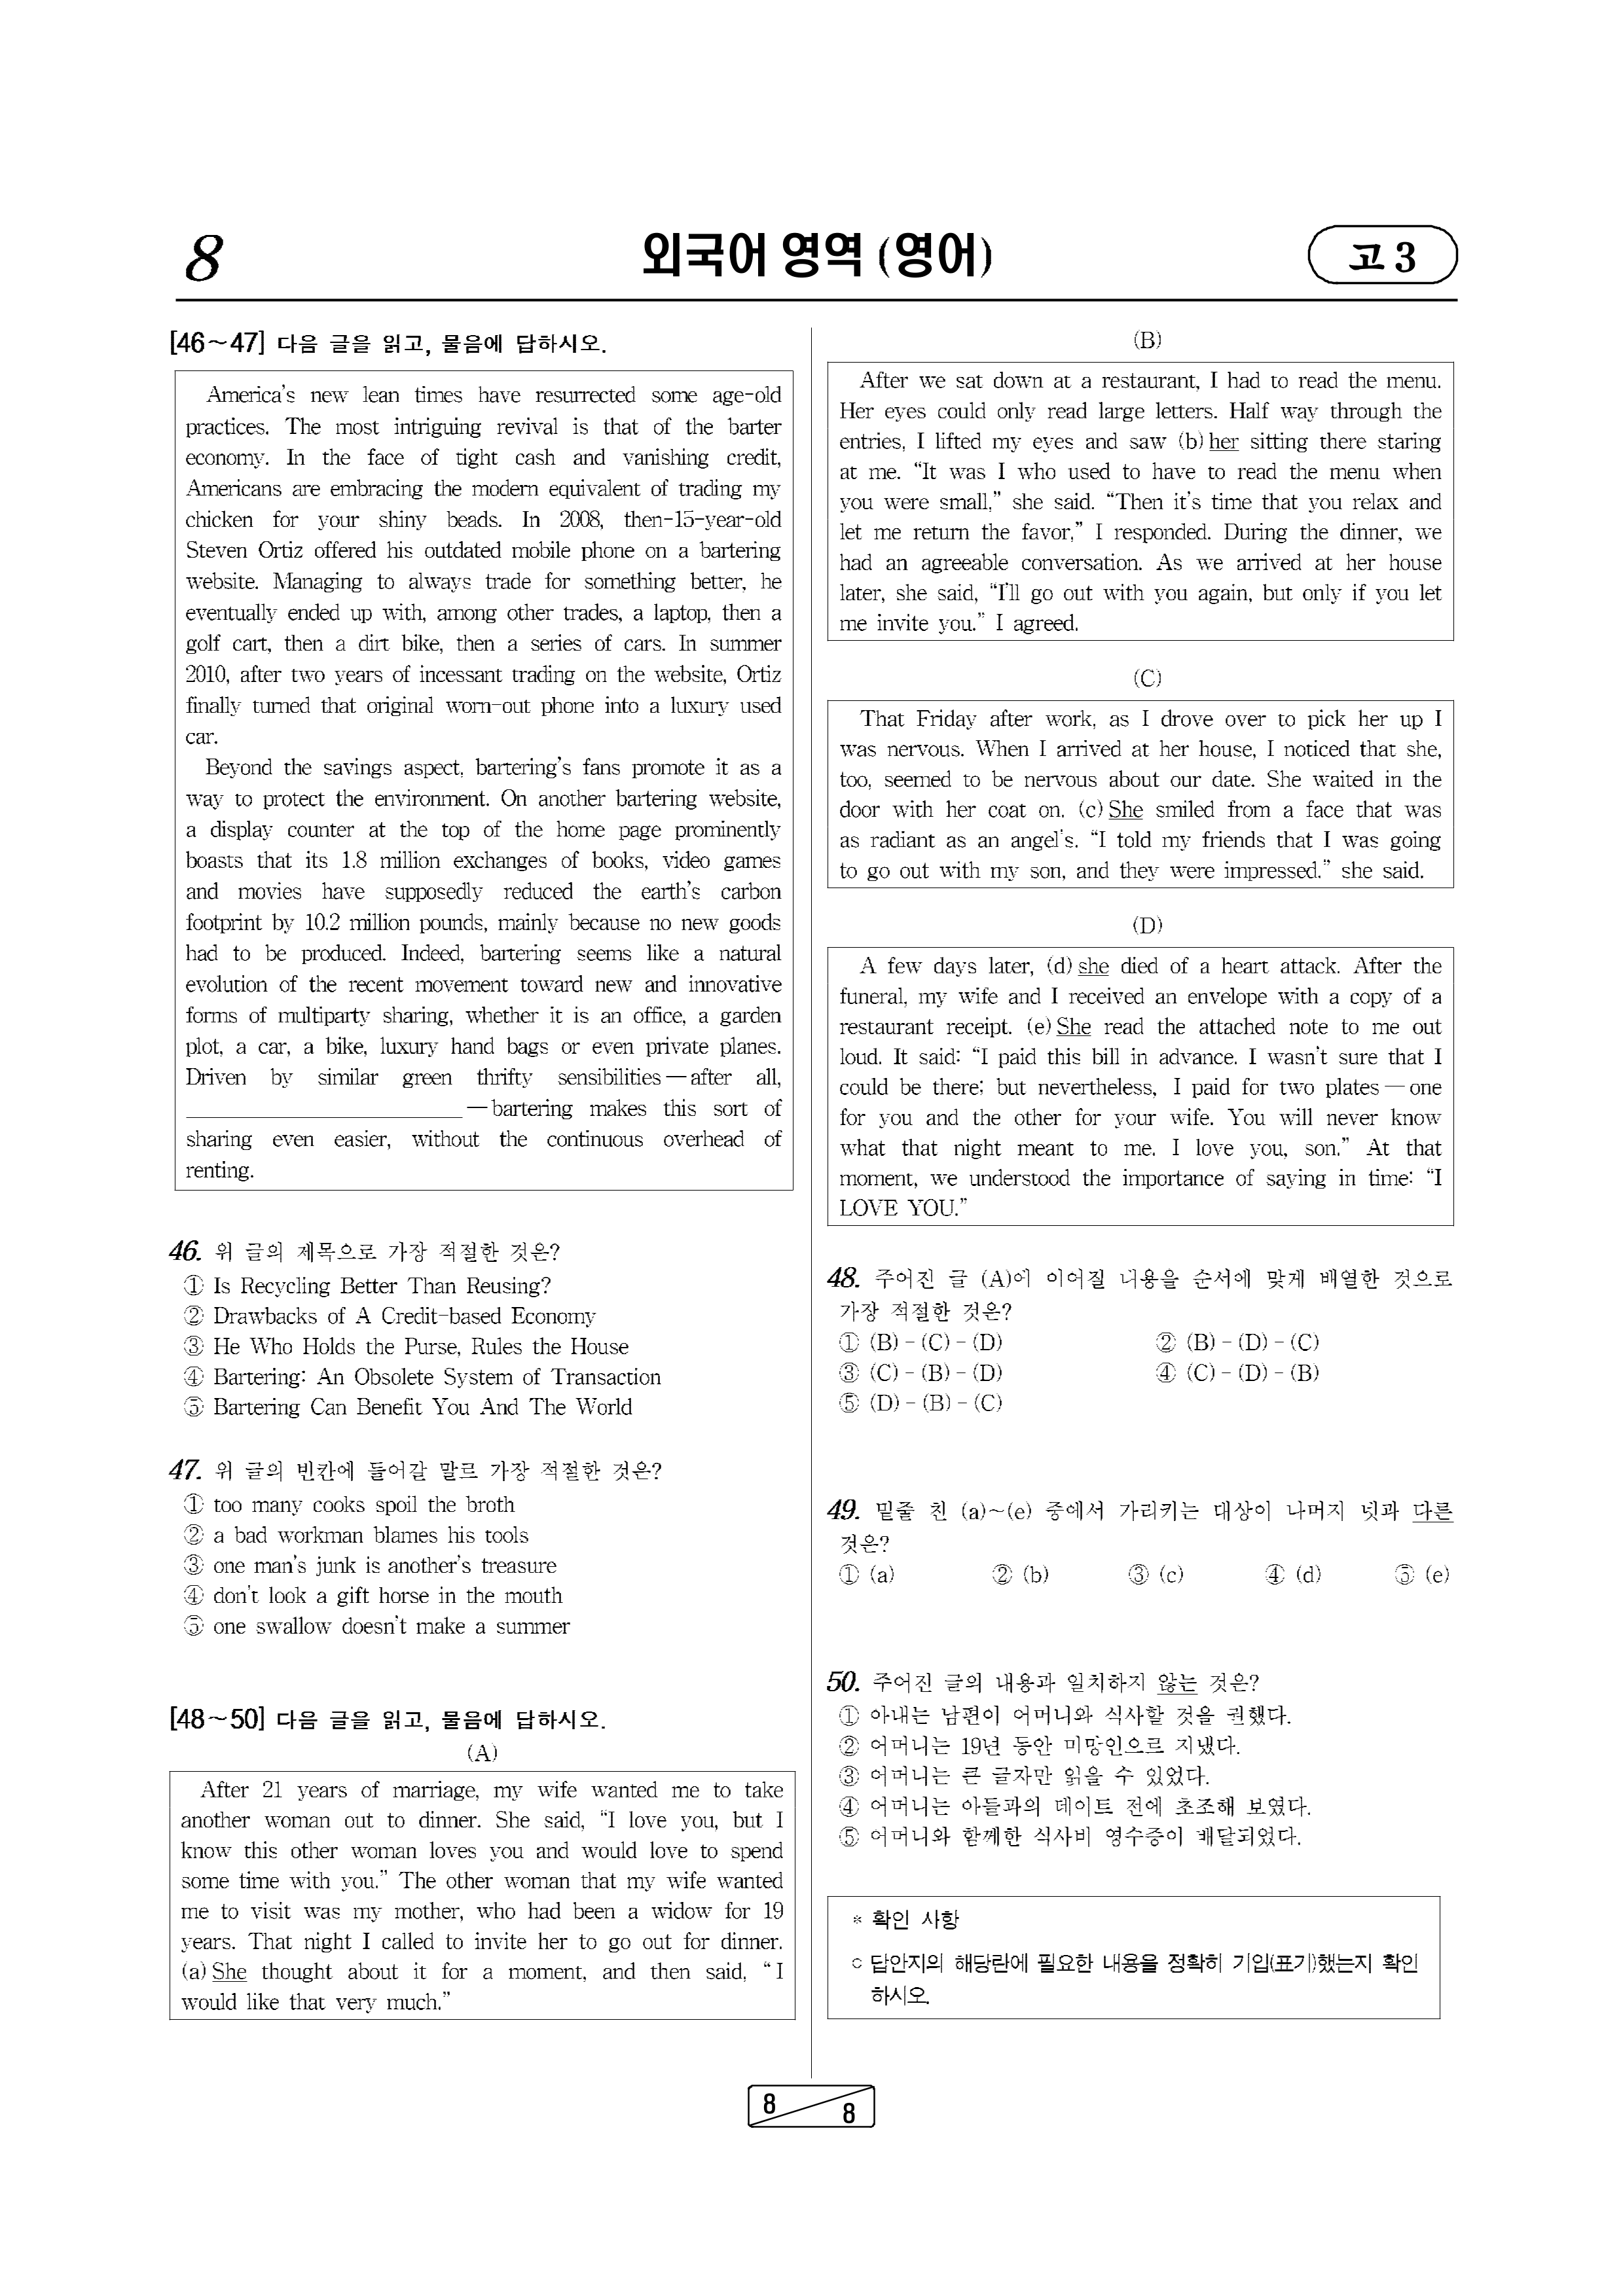 8
외국어 영역 (영어)
고 3
[46~47] 다음 글을 읽고, 물음에 답하시오.
America's new lean times have resurrected some age-old
practices. The most intriguing revival is that of the barter
economy. In the face of tight cash and vanishing credit,
Americans are embracing the modern equivalent of trading my
chicken for your shiny beads. In 2008, then-15-year-old
Steven Ortiz offered his outdated mobile phone on a bartering
website. Managing to always trade for something better, he
eventually ended up with, among other trades, a laptop, then a
golf cart, then a dirt bike, then a series of cars. In summer
2010, after two years of incessant trading on the website, Ortiz
finally turned that original worn-out phone into a luxury used
car.
Beyond the savings aspect, bartering's fans promote it as a
way to protect the environment. On another bartering website,
a display counter at the top of the home page prominently
boasts that its 1.8 million exchanges of books, video games
and movies have supposedly reduced the earth's carbon
footprint by 10.2 million pounds, mainly because no new goods
had to be produced. Indeed, bartering seems like a natural
evolution of the recent movement toward new and innovative
forms of multiparty sharing, whether it is an office, a garden
plot, a car, a bike, luxury hand bags or even private planes.
Driven by similar green thrifty sensibilities — after all,
____________________ — bartering makes this sort of
sharing even easier, without the continuous overhead of
renting.
46. 위 글의 제목으로 가장 적절한 것은?
① Is Recycling Better Than Reusing?
② Drawbacks of A Credit-based Economy
③ He Who Holds the Purse, Rules the House
④ Bartering: An Obsolete System of Transaction
⑤ Bartering Can Benefit You And The World
47. 위 글의 빈칸에 들어갈 말로 가장 적절한 것은?
① too many cooks spoil the broth
② a bad workman blames his tools
③ one man's junk is another's treasure
④ don't look a gift horse in the mouth
⑤ one swallow doesn't make a summer
[48~50] 다음 글을 읽고, 물음에 답하시오.
(A)
After 21 years of marriage, my wife wanted me to take
another woman out to dinner. She said, “I love you, but I
know this other woman loves you and would love to spend
some time with you.” The other woman that my wife wanted
me to visit was my mother, who had been a widow for 19
years. That night I called to invite her to go out for dinner.
(a) She thought about it for a moment, and then said, “I
would like that very much.”
(B)
After we sat down at a restaurant, I had to read the menu.
Her eyes could only read large letters. Half way through the
entries, I lifted my eyes and saw (b) her sitting there staring
at me. “It was I who used to have to read the menu when
you were small,” she said. “Then it's time that you relax and
let me return the favor,” I responded. During the dinner, we
had an agreeable conversation. As we arrived at her house
later, she said, “I'll go out with you again, but only if you let
me invite you.” I agreed.
(C)
That Friday after work, as I drove over to pick her up I
was nervous. When I arrived at her house, I noticed that she,
too, seemed to be nervous about our date. She waited in the
door with her coat on. (c) She smiled from a face that was
as radiant as an angel's. “I told my friends that I was going
to go out with my son, and they were impressed.” she said.
(D)
A few days later, (d) she died of a heart attack. After the
funeral, my wife and I received an envelope with a copy of a
restaurant receipt. (e) She read the attached note to me out
loud. It said: “I paid this bill in advance. I wasn't sure that I
could be there; but nevertheless, I paid for two plates — one
for you and the other for your wife. You will never know
what that night meant to me. I love you, son.” At that
moment, we understood the importance of saying in time: “I
LOVE YOU.”
48. 주어진 글 (A)에 이어질 내용을 순서에 맞게 배열한 것으로
가장 적절한 것은?
① (B) - (C) - (D) ② (B) - (D) - (C)
③ (C) - (B) - (D) ④ (C) - (D) - (B)
⑤ (D) - (B) - (C)
49. 밑줄 친 (a)~(e) 중에서 가리키는 대상이 나머지 넷과 다른
것은?
① (a) ② (b) ③ (c) ④ (d) ⑤ (e)
50. 주어진 글의 내용과 일치하지 않는 것은?
① 아내는 남편이 어머니와 식사할 것을 권했다.
② 어머니는 19년 동안 미망인으로 지냈다.
③ 어머니는 큰 글자만 읽을 수 있었다.
④ 어머니는 아들과의 데이트 전에 초조해 보였다.
⑤ 어머니와 함께한 식사비 영수증이 배달되었다.
* 확인 사항
○ 답안지의 해당란에 필요한 내용을 정확히 기입(표기)했는지 확인
하시오.
8
8